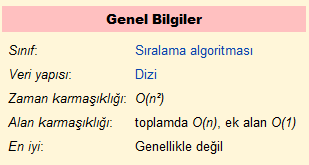 Genel Bilgiler
Sınıf: Sıralama algoritması
Veri yapısı: Dizi
Zaman karmaşıklığı: O(n²)
Alan karmaşıklığı: toplamda O(n), ek alan O(1)
En iyi: Genellikle değil